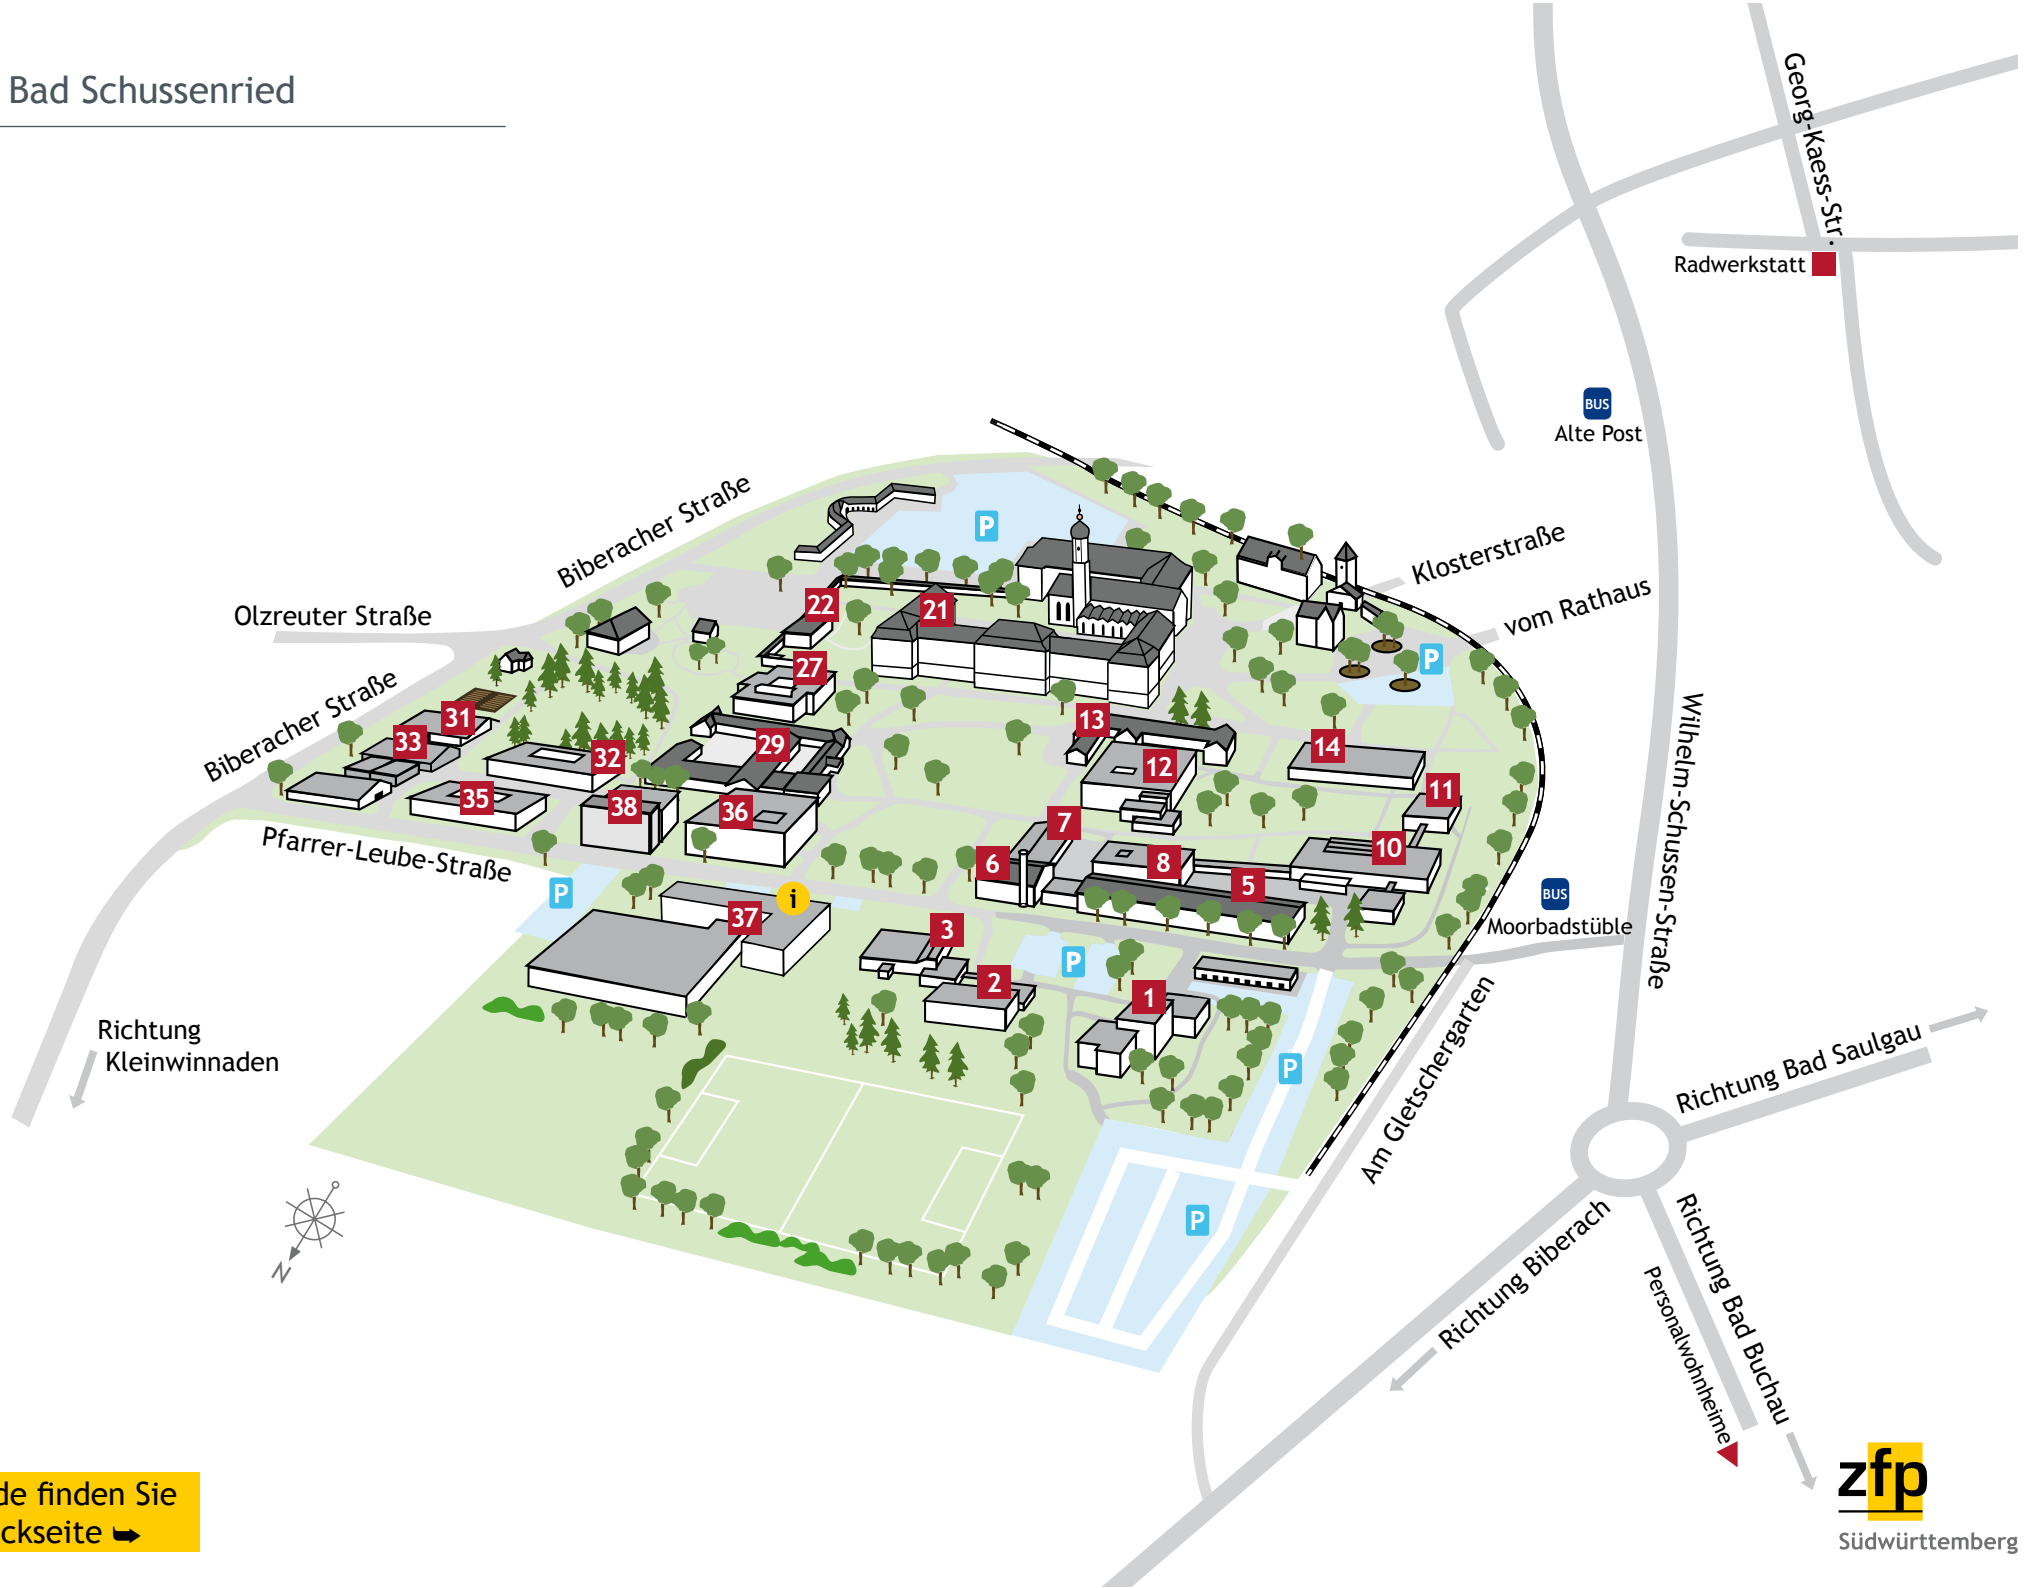 Bad Schussenried
Georg-Kaess-Str.
Radwerkstatt
BUS
Alte Post
Biberacher Straße
Klosterstraße
vom Rathaus
Olzreuter Straße
Biberacher Straße
Pfarrer-Leube-Straße
Wilhelm-Schussen-Straße
P
22
21
27
P
31
33
29
32
13
14
12
35
38
36
11
7
10
6
8
5
P
i
37
BUS
Moorbadstüble
3
P
2
1
P
P
Richtung
Kleinwinnaden
Am Gletschergarten
Richtung Bad Saulgau
N
Richtung Biberach
Richtung Bad Buchau
Personalwohnheime
de finden Sie
ckseite
zfp
Südwürttemberg